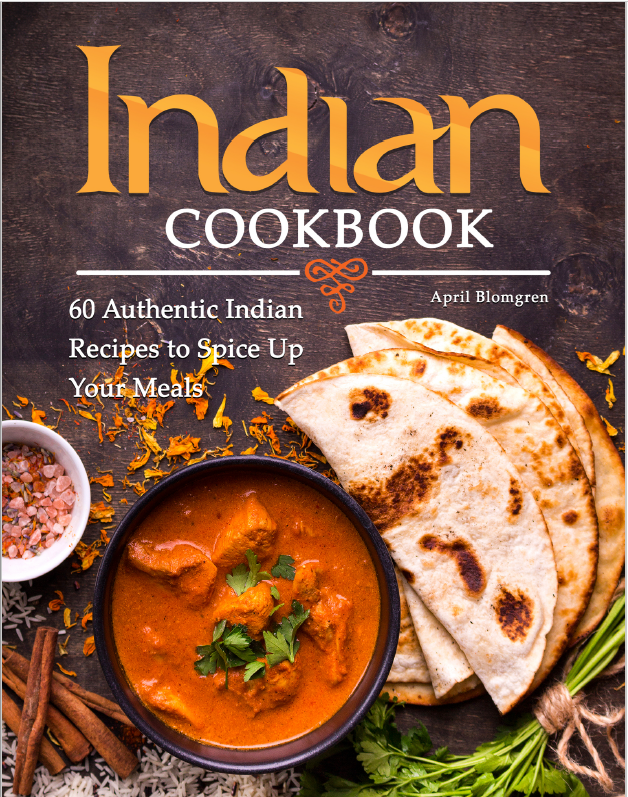 Indian
COOKBOOK
April Blomgren
60 Authentic Indian
Recipes to Spice Up
Your Meals